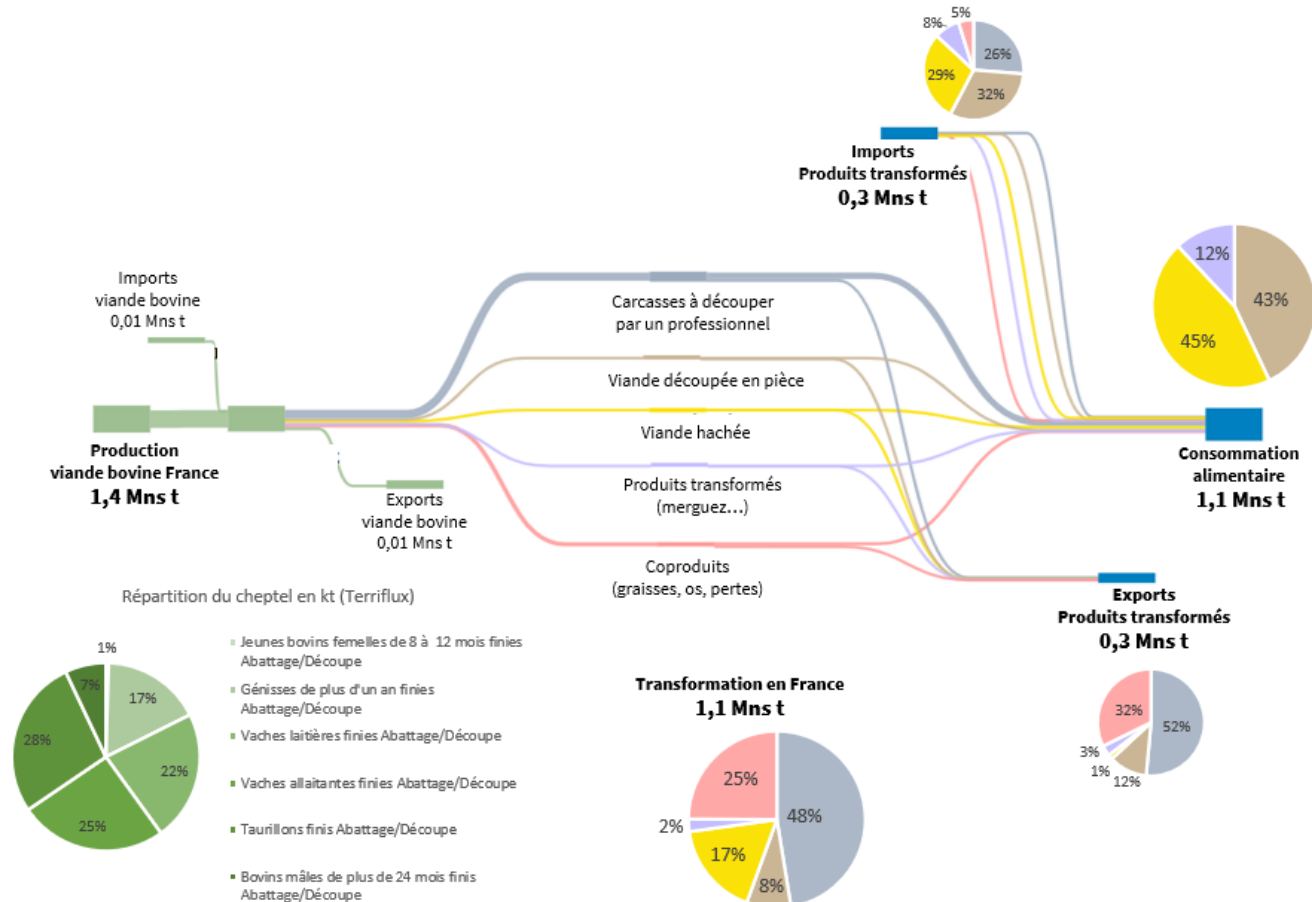 5%
8%
26%
29%
32%
Imports
Produits transformés
0,3 Mns t
12%
43%
45%
Imports
viande bovine
0,01 Mns t
Carcasses à découper
par un professionnel
Viande découpée en pièce
Viande hachée
Production
viande bovine France
1,4 Mns t
Exports
viande bovine
0,01 Mns t
Produits transformés
(merguez...)
Consommation
alimentaire
1,1 Mns t
Coproduits
(graisses, os, pertes)
Exports
Produits transformés
0,3 Mns t
Répartition du cheptel en kt (Terriflux)
1%
7%
17%
28%
22%
25%
Jeunes bovins femelles de 8 à 12 mois finies
Abattage/Découpe
Génisses de plus d'un an finies
Abattage/Découpe
Vaches laitières finies Abattage/Découpe
Vaches allaitantes finies Abattage/Découpe
Taurillons finis Abattage/Découpe
Bovins mâles de plus de 24 mois finis
Abattage/Découpe
Transformation en France
1,1 Mns t
25%
48%
2%
17%
8%
32%
52%
3%
1%
12%